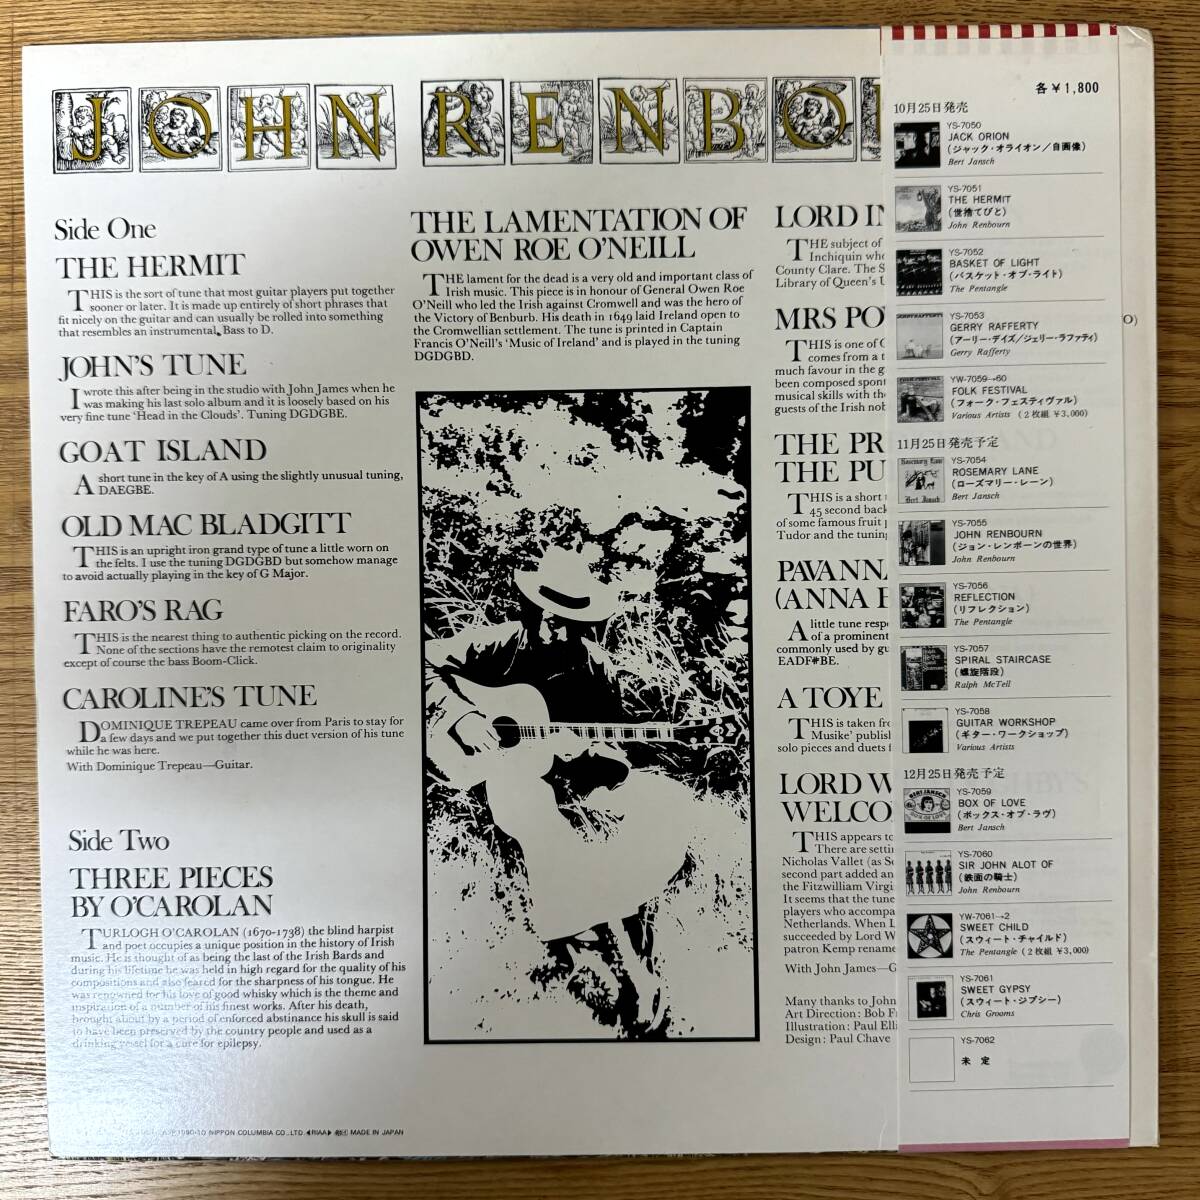 JOHN RENBO
Side One
THE HERMIT
THIS is the sort of tune that most guitar players put together
sooner or later. It is made up entirely of short phrases that
fit nicely on the guitar and can usually be rolled into something
that resembles an instrumental. Bass to D.
JOHN'S TUNE
I wrote this after being in the studio with John James when he
was making his last solo album and it is loosely based on his
very fine tune 'Head in the Clouds'. Tuning DGDGBE.
GOAT ISLAND
A short tune in the key of A using the slightly unusual tuning,
DAEGBE.
OLD MAC BLADGITT
THIS is an upright iron grand type of tune a little worn on
the felts. I use the tuning DGDGBD but somehow manage
to avoid actually playing in the key of G Major.
FARO'S RAG
THIS is the nearest thing to authentic picking on the record.
None of the sections have the remotest claim to originality
except of course the bass Boom-Click.
CAROLINE'S TUNE
DOMINIQUE TREPEAU came over from Paris to stay for
a few days and we put together this duet version of his tune
while he was here.
With Dominique Trepeau—Guitar.
Side Two
THREE PIECES
BY O'CAROLAN
TURLOGH O'CAROLAN (1670-1738) the blind harpist
and poet occupies a unique position in the history of Irish
music. He is thought of as being the last of the Irish Bards and
during his lifetime he was held in high regard for the quality of his
compositions and also feared for the sharpness of his tongue. He
was renowned for his love of good whisky which is the theme and
inspiration of a number of his finest works. After his death,
brought about by a period of enforced abstinance his skull is said
to have been preserved by the country people and used as a
drinking vessel for a cure for epilepsy.
1980·10 NIPPON COLUMBIA CO., LTD. ◀RIAA▶ MADE IN JAPAN
THE LAMENTATION OF
OWEN ROE O'NEILL
THE lament for the dead is a very old and important class of
Irish music. This piece is in honour of General Owen Roe
O'Neill who led the Irish against Cromwell and was the hero of
the Victory of Benburb. His death in 1649 laid Ireland open to
the Cromwellian settlement. The tune is printed in Captain
Francis O'Neill's 'Music of Ireland' and is played in the tuning
DGDGBD.
LORD IN
THE subject of
Inchiquin who
County Clare. The S
Library of Queen's U
MRS PO
THIS is one of C
comes from a t
much favour in the g
been composed spont
musical skills with the
guests of the Irish nob
THE PR
THE PU
THIS is a short
45 second back
of some famous fruit
Tudor and the tuning
PAVANNA
(ANNA B
A little tune resp
of a prominent
commonly used by gu
EADF#BE.
A TOYE
THIS is taken fro
Musike' publish
solo pieces and duets f
LORD W
WELCO
THIS appears to
There are settin
Nicholas Vallet (as So
second part added an
the Fitzwilliam Virgi
It seems that the tune
players who accompa
Netherlands. When L
succeeded by Lord W
patron Kemp rename
With John James—G
Many thanks to John
Art Direction: Bob F
Illustration: Paul Elli
Design: Paul Chave
各¥1,800
10月25日発売
YS-7050
JACK ORION
(ジャック・オライオン/自画像)
Bert Jansch
YS-7051
THE HERMIT
(世捨てびと)
John Renbourn
YS-7052
BASKET OF LIGHT
(バスケット・オブ・ライト)
The Pentangle
YS-7053
GERRY RAFFERTY
(アーリー・デイズ/ジェリー・ラファティ)
Gerry Rafferty
YW-7059→60
FOLK FESTIVAL
(フォーク・フェスティヴァル)
Various Artists (2枚組 ¥3,000)
11月25日発売予定
YS-7054
ROSEMARY LANE
(ローズマリー・レーン)
Bert Jansch
YS-7055
JOHN RENBOURN
(ジョン・レンボーンの世界)
John Renbourn
YS-7056
REFLECTION
(リフレクション)
The Pentangle
YS-7057
SPIRAL STAIRCASE
(螺旋階段)
Ralph McTell
YS-7058
GUITAR WORKSHOP
(ギター・ワークショップ)
Various Artists
12月25日発売予定
YS-7059
BOX OF LOVE
(ボックス・オブ・ラヴ)
Bert Jansch
YS-7060
SIR JOHN ALOT OF
(鉄面の騎士)
John Renbourn
YW-7061→2
SWEET CHILD
(スウィート・チャイルド)
The Pentangle (2枚組 ¥3,000)
YS-7061
SWEET GYPSY
(スウィート・ジプシー)
Chris Grooms
YS-7062
未定
O)